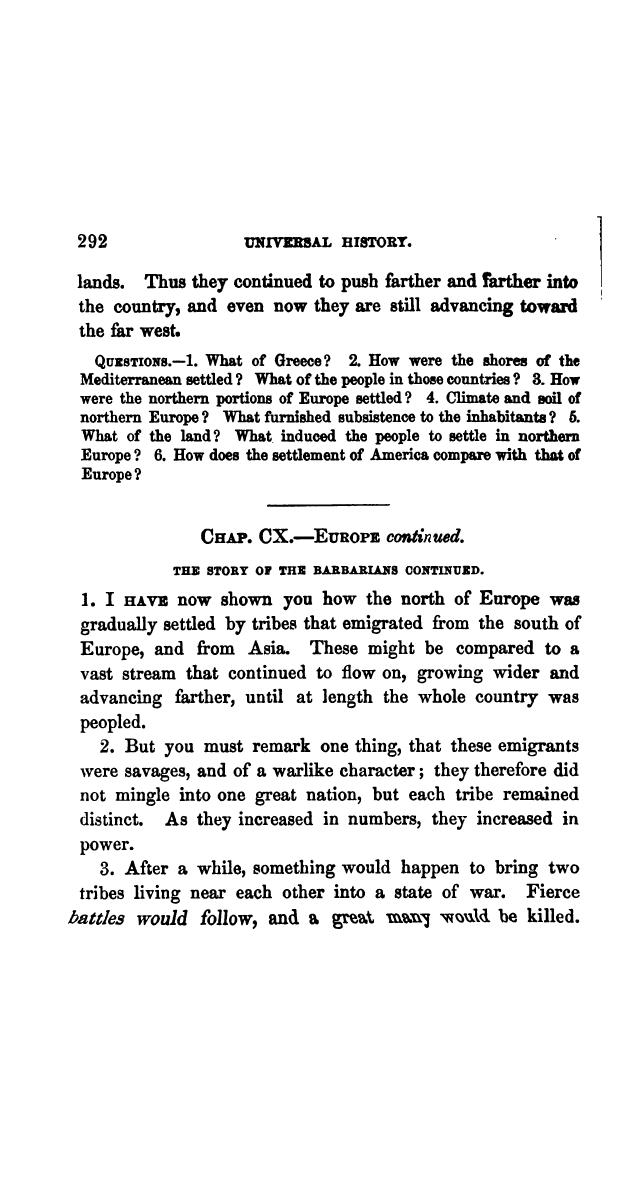 292 UNIVERSAL HISTORY.
lands. Thus they continued to push farther and farther into
the country, and even now they are still advancing toward
the far west.
QUESTIONS.—1. What of Greece? 2. How were the shores of the
Mediterranean settled? What of the people in those countries? 3. How
were the northern portions of Europe settled? 4. Climate and soil of
northern Europe? What furnished subsistence to the inhabitants? 5.
What of the land? What induced the people to settle in northern
Europe? 6. How does the settlement of America compare with that of
Europe?
CHAP. CX.—EUROPE continued.
THE STORY OF THE BARBARIANS CONTINUED.
1. I HAVE now shown you how the north of Europe was
gradually settled by tribes that emigrated from the south of
Europe, and from Asia. These might be compared to a
vast stream that continued to flow on, growing wider and
advancing farther, until at length the whole country was
peopled.
2. But you must remark one thing, that these emigrants
were savages, and of a warlike character; they therefore did
not mingle into one great nation, but each tribe remained
distinct. As they increased in numbers, they increased in
power.
3. After a while, something would happen to bring two
tribes living near each other into a state of war. Fierce
battles would follow, and a great many would be killed.